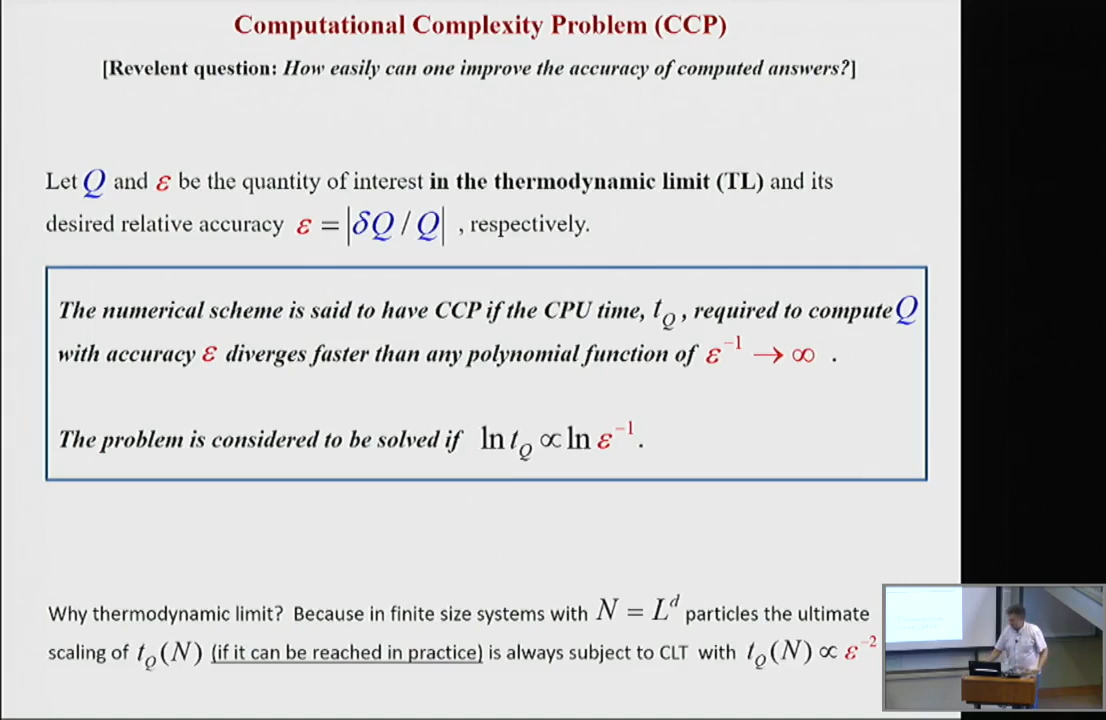 Computational Complexity Problem (CCP)
[Revelent question: How easily can one improve the accuracy of computed answers?]
Let Q and ε be the quantity of interest in the thermodynamic limit (TL) and its
desired relative accuracy ε = |δQ / Q| , respectively.
The numerical scheme is said to have CCP if the CPU time, t_Q, required to compute Q
with accuracy ε diverges faster than any polynomial function of ε⁻¹ → ∞ .
The problem is considered to be solved if ln t_Q ∝ ln ε⁻¹.
Why thermodynamic limit? Because in finite size systems with N = L^d particles the ultimate
scaling of t_Q(N) (if it can be reached in practice) is always subject to CLT with t_Q(N) ∝ ε⁻²